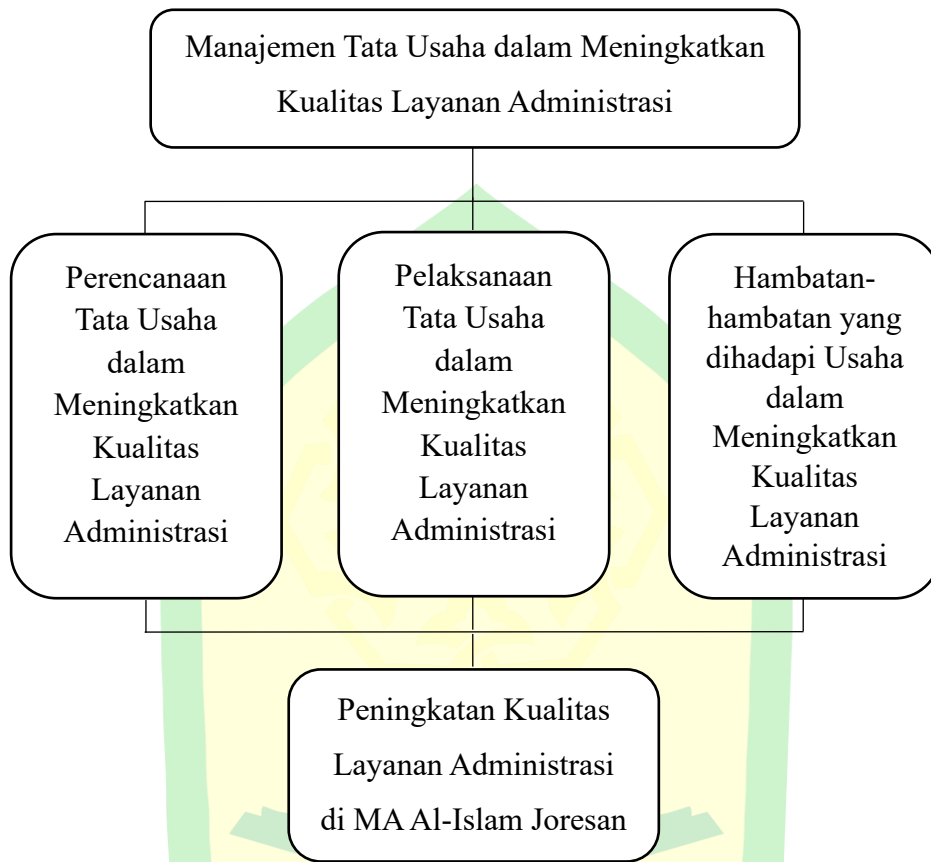 Manajemen Tata Usaha dalam Meningkatkan
Kualitas Layanan Administrasi
Perencanaan
Tata Usaha
dalam
Meningkatkan
Kualitas
Layanan
Administrasi
Pelaksanaan
Tata Usaha
dalam
Meningkatkan
Kualitas
Layanan
Administrasi
Hambatan-
hambatan yang
dihadapi Usaha
dalam
Meningkatkan
Kualitas
Layanan
Administrasi
Peningkatan Kualitas
Layanan Administrasi
di MA Al-Islam Joresan